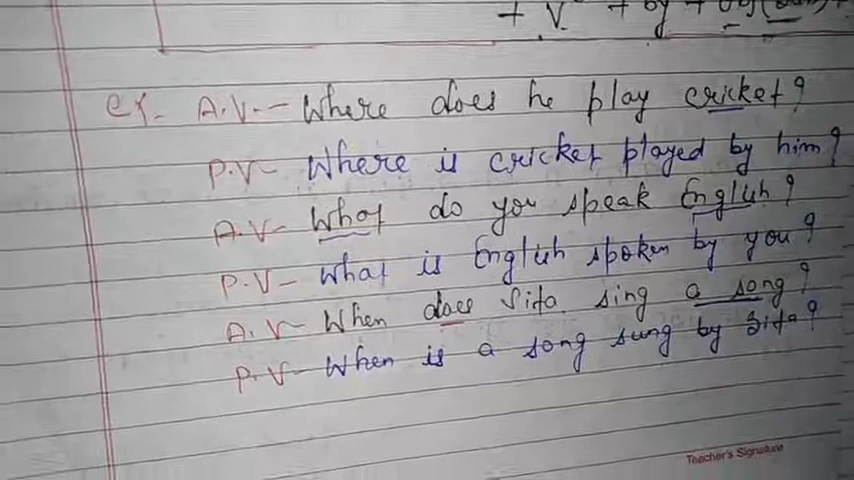 + V + by +
ex. A.V. - Where does he play cricket?
P.V- Where is cricket played by him?
A.V- What do you speak English?
P.V- What is English spoken by you?
A.V- When does Sita sing a song?
P.V- When is a song sung by Sita?
Teacher's Signature